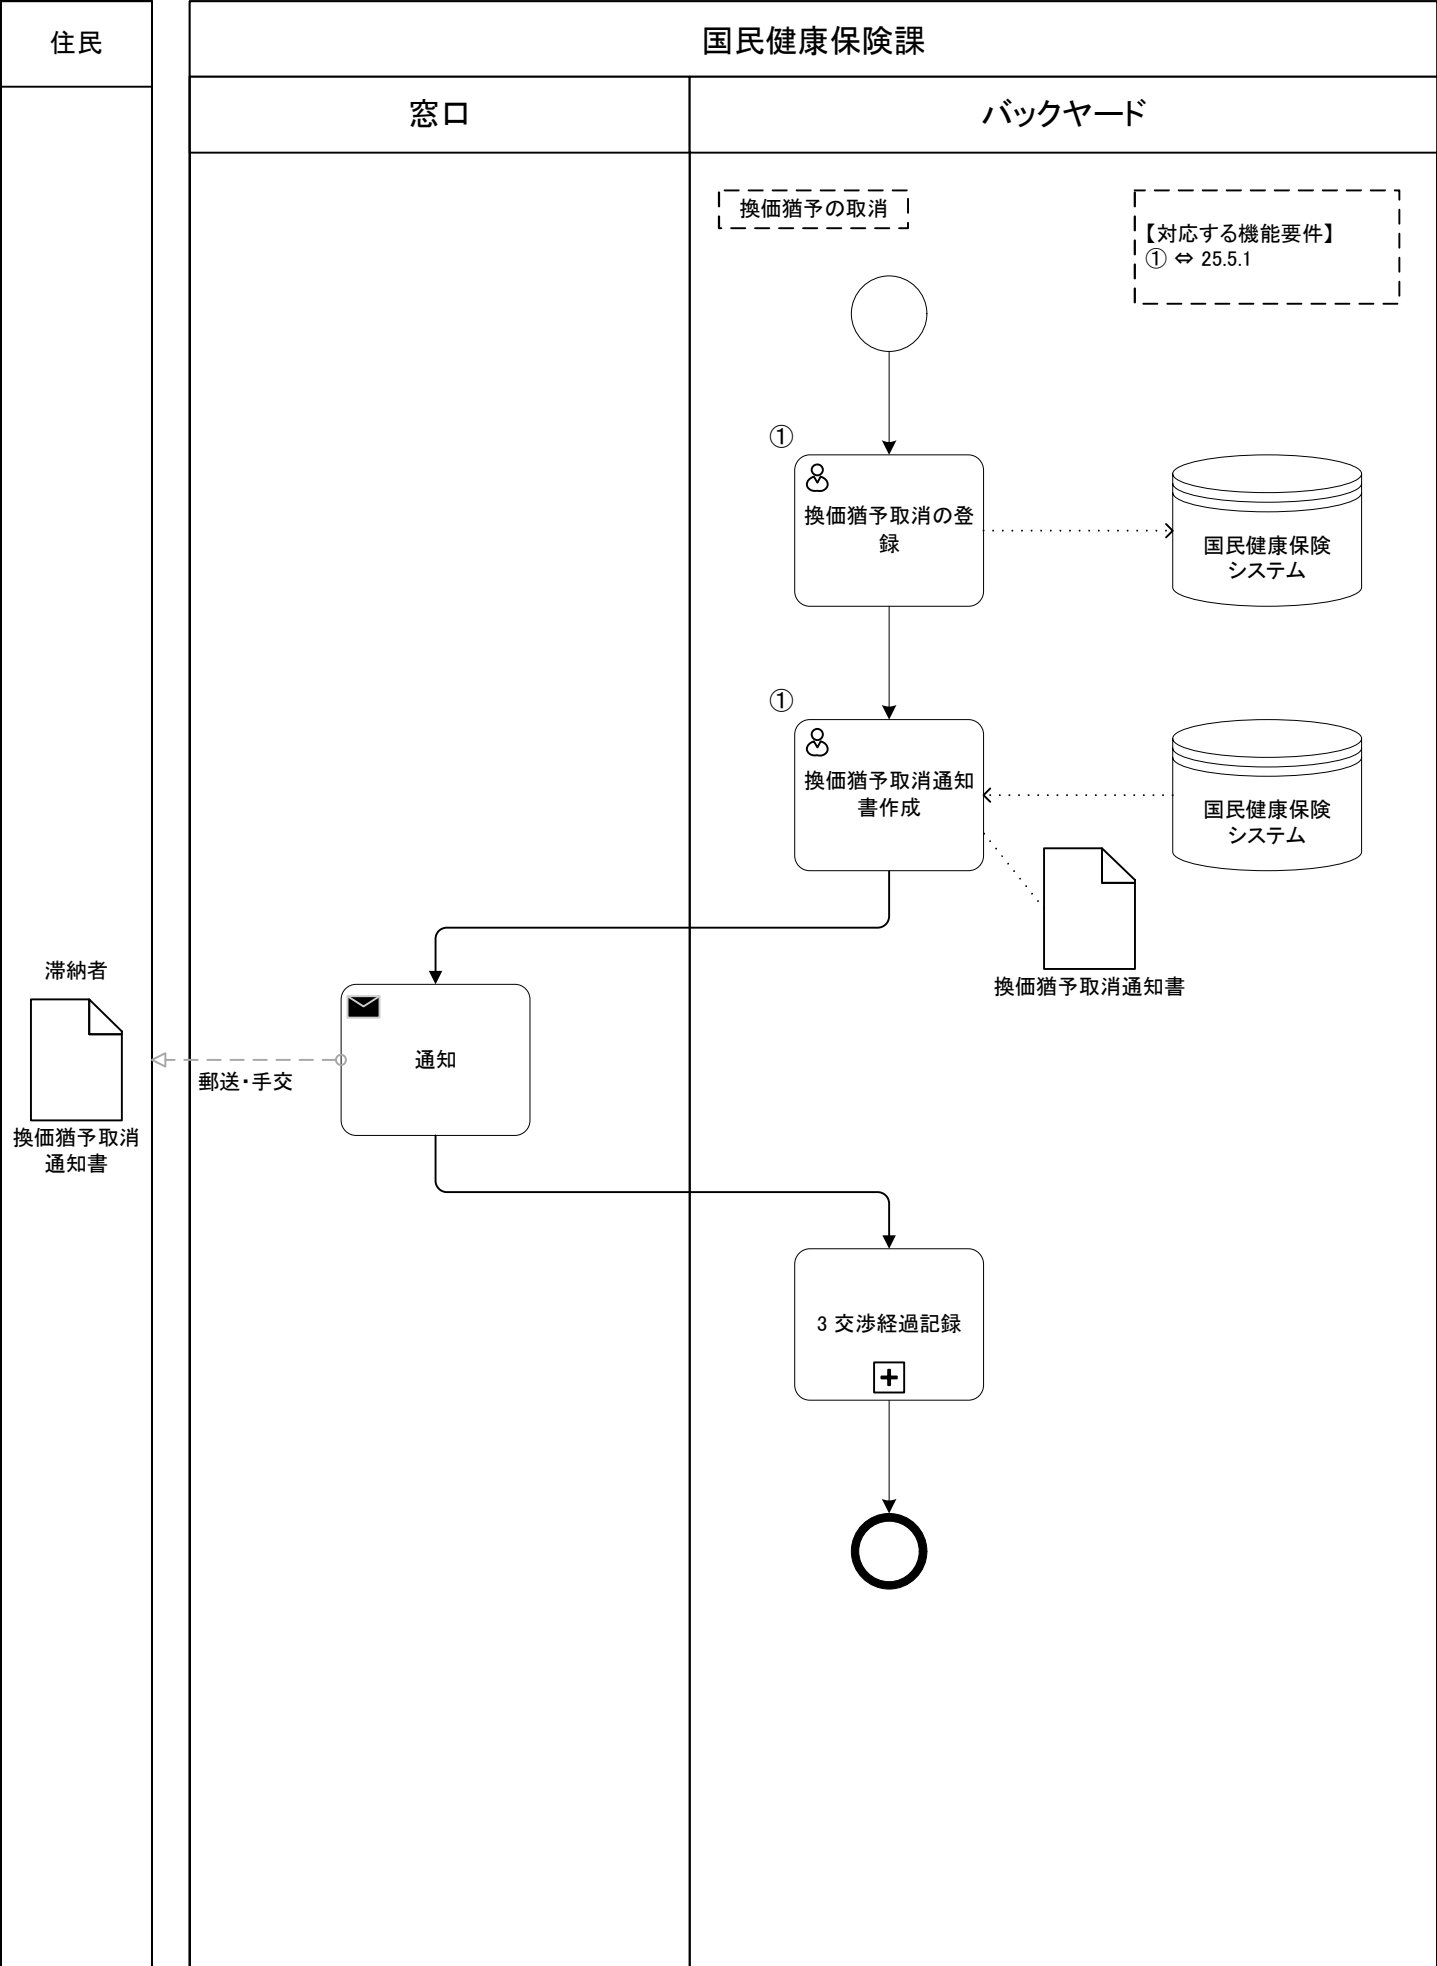 住民
国民健康保険課
窓口
バックヤード
換価猶予の取消
【対応する機能要件】
① ⇔ 25.5.1
①
換価猶予取消の登
録
国民健康保険
システム
①
換価猶予取消通知
書作成
国民健康保険
システム
換価猶予取消通知書
滞納者
換価猶予取消
通知書
郵送・手交
通知
3 交渉経過記録